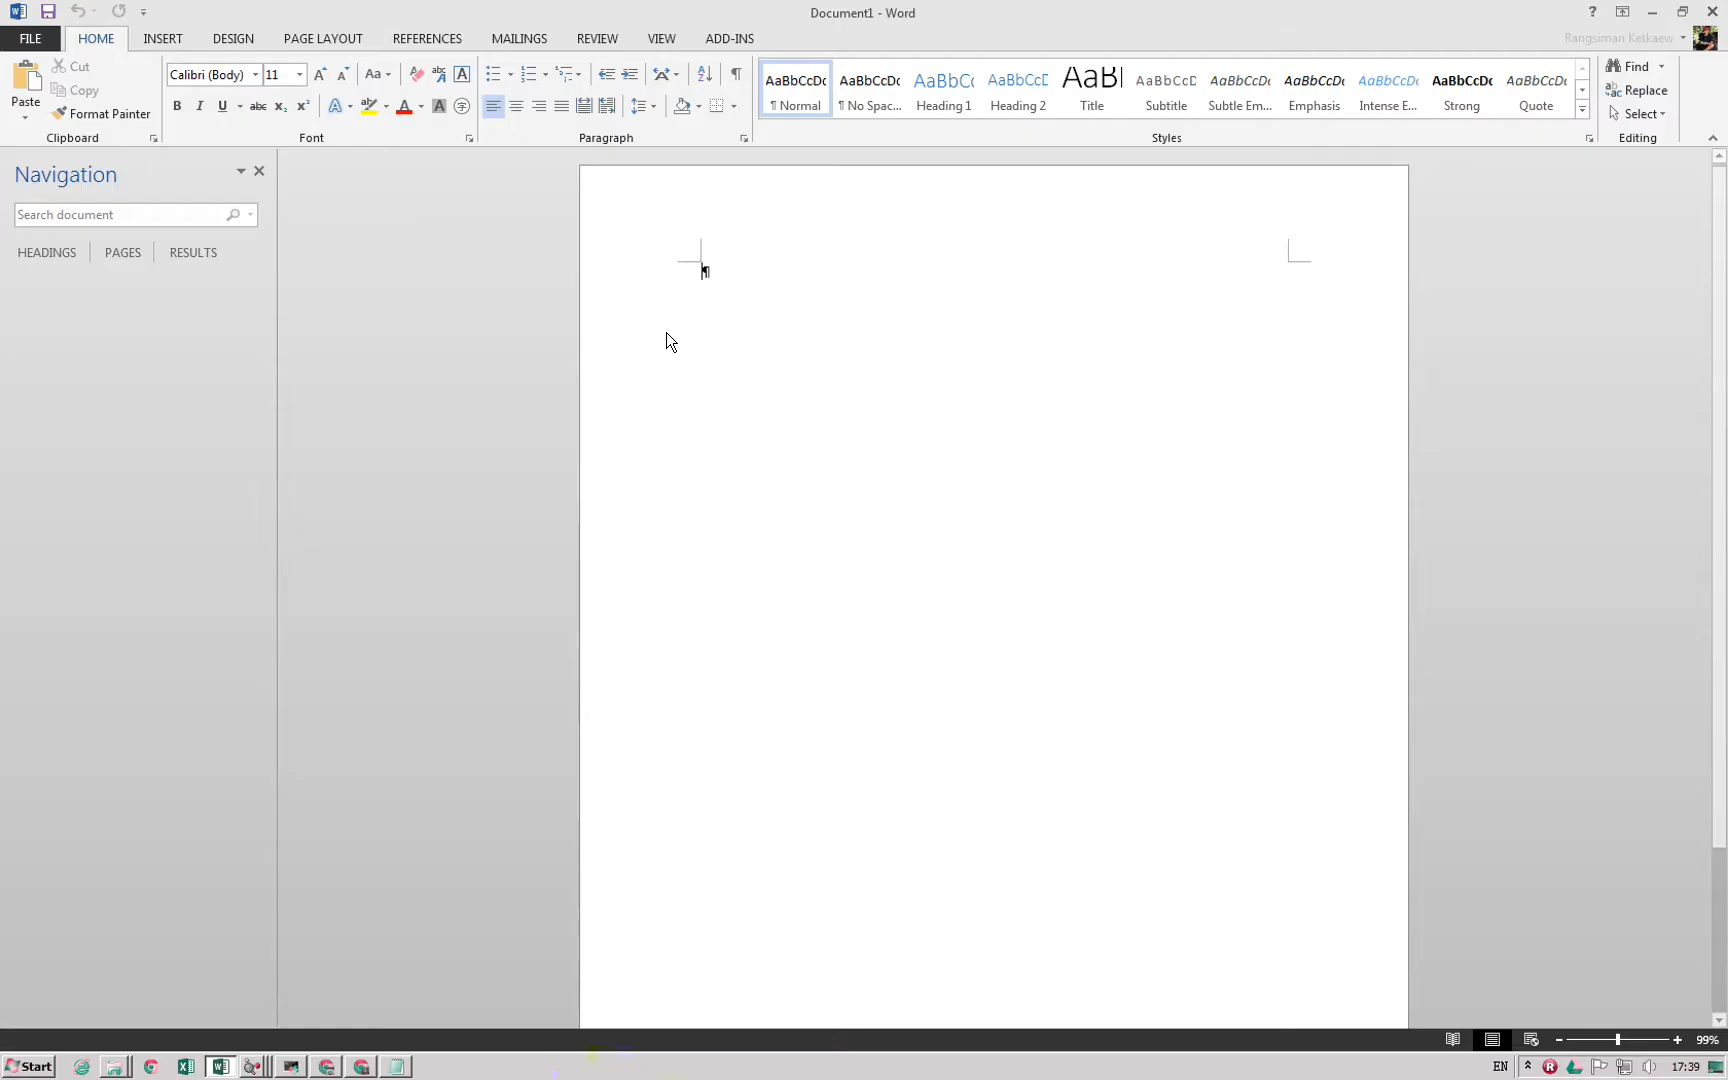 Document1 - Word
Rangsiman Ketkaew
FILE HOME INSERT DESIGN PAGE LAYOUT REFERENCES MAILINGS REVIEW VIEW ADD-INS
Paste
Cut
Copy
Format Painter
Clipboard
Calibri (Body) 11
Font
Paragraph
AaBbCcDc AaBbCcDc AaBbC( AaBbCcD AaB| AaBbCcD AaBbCcDc AaBbCcDc AaBbCcDc AaBbCcDc AaBbCcDc
¶ Normal ¶ No Spac... Heading 1 Heading 2 Title Subtitle Subtle Em... Emphasis Intense E... Strong Quote
Styles
Find
Replace
Select
Editing
Navigation
Search document
HEADINGS PAGES RESULTS
¶
99%
Start
EN
17:39